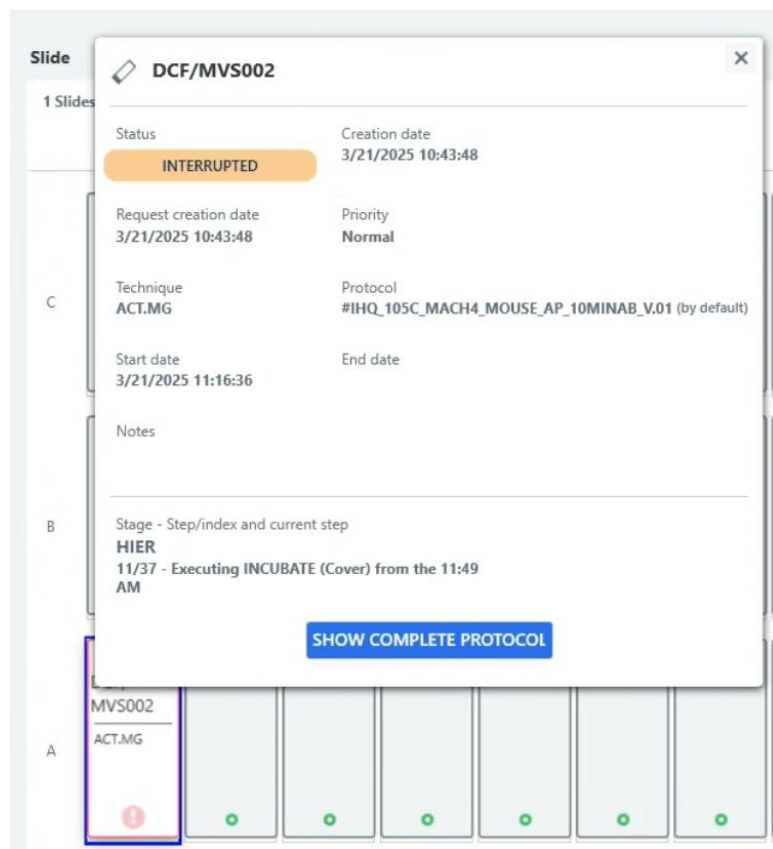 Slide
DCF/MVS002
1 Slides
Status
Creation date
INTERRUPTED
3/21/2025 10:43:48
Request creation date
Priority
3/21/2025 10:43:48
Normal
Technique
Protocol
ACT.MG
#IHQ_105C_MACH4_MOUSE_AP_10MINAB_V.01 (by default)
Start date
End date
3/21/2025 11:16:36
Notes
Stage - Step/index and current step
HIER
11/37 - Executing INCUBATE (Cover) from the 11:49
AM
SHOW COMPLETE PROTOCOL
C
B
A
MVS002
ACT.MG